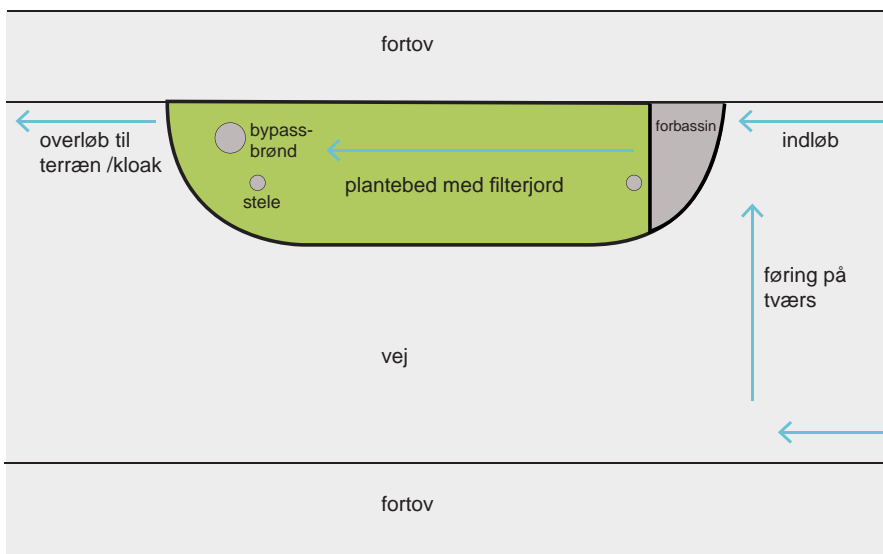 fortov
overløb til
terræn /kloak
bypass-
brønd
stele
plantebed med filterjord
forbassin
indløb
føring på
tværs
vej
fortov